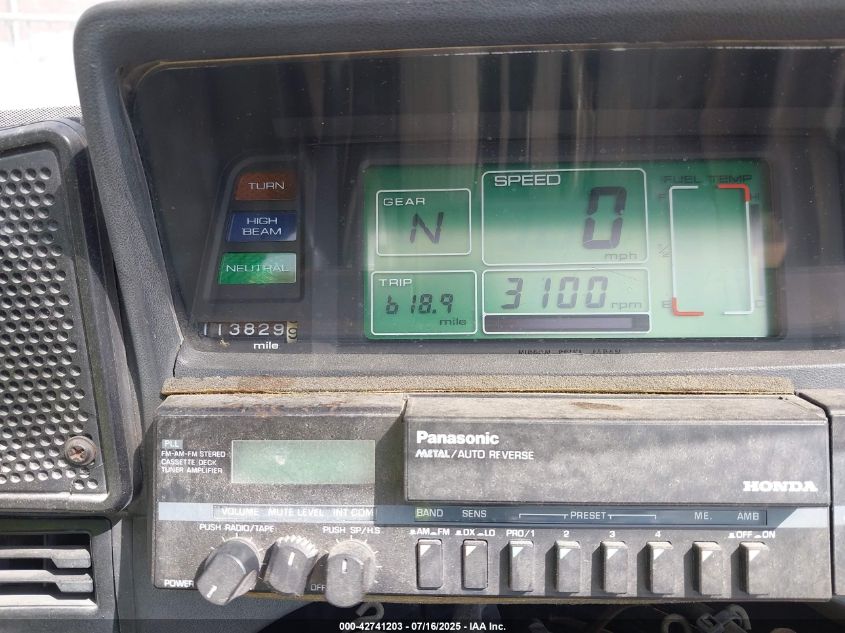 TURN
HIGH
BEAM
NEUTRAL
113829 9
mile
GEAR
N
SPEED
0
mph
TRIP
618.9
mile
3100 rpm
FUEL TEMP
F H
1/2
E C
PLL
FM-AM-FM STEREO
CASSETTE DECK
TUNER AMPLIFIER
Panasonic
METAL/AUTO REVERSE
HONDA
VOLUME MUTE LEVEL INT COM BAND SENS PRESET ME. AMB
PUSH RADIO/TAPE PUSH SP/H.S AM FM DX LO PRO/1 2 3 4 OFF ON
POWER OFF
000-42741203 - 07/16/2025 - IAA Inc.